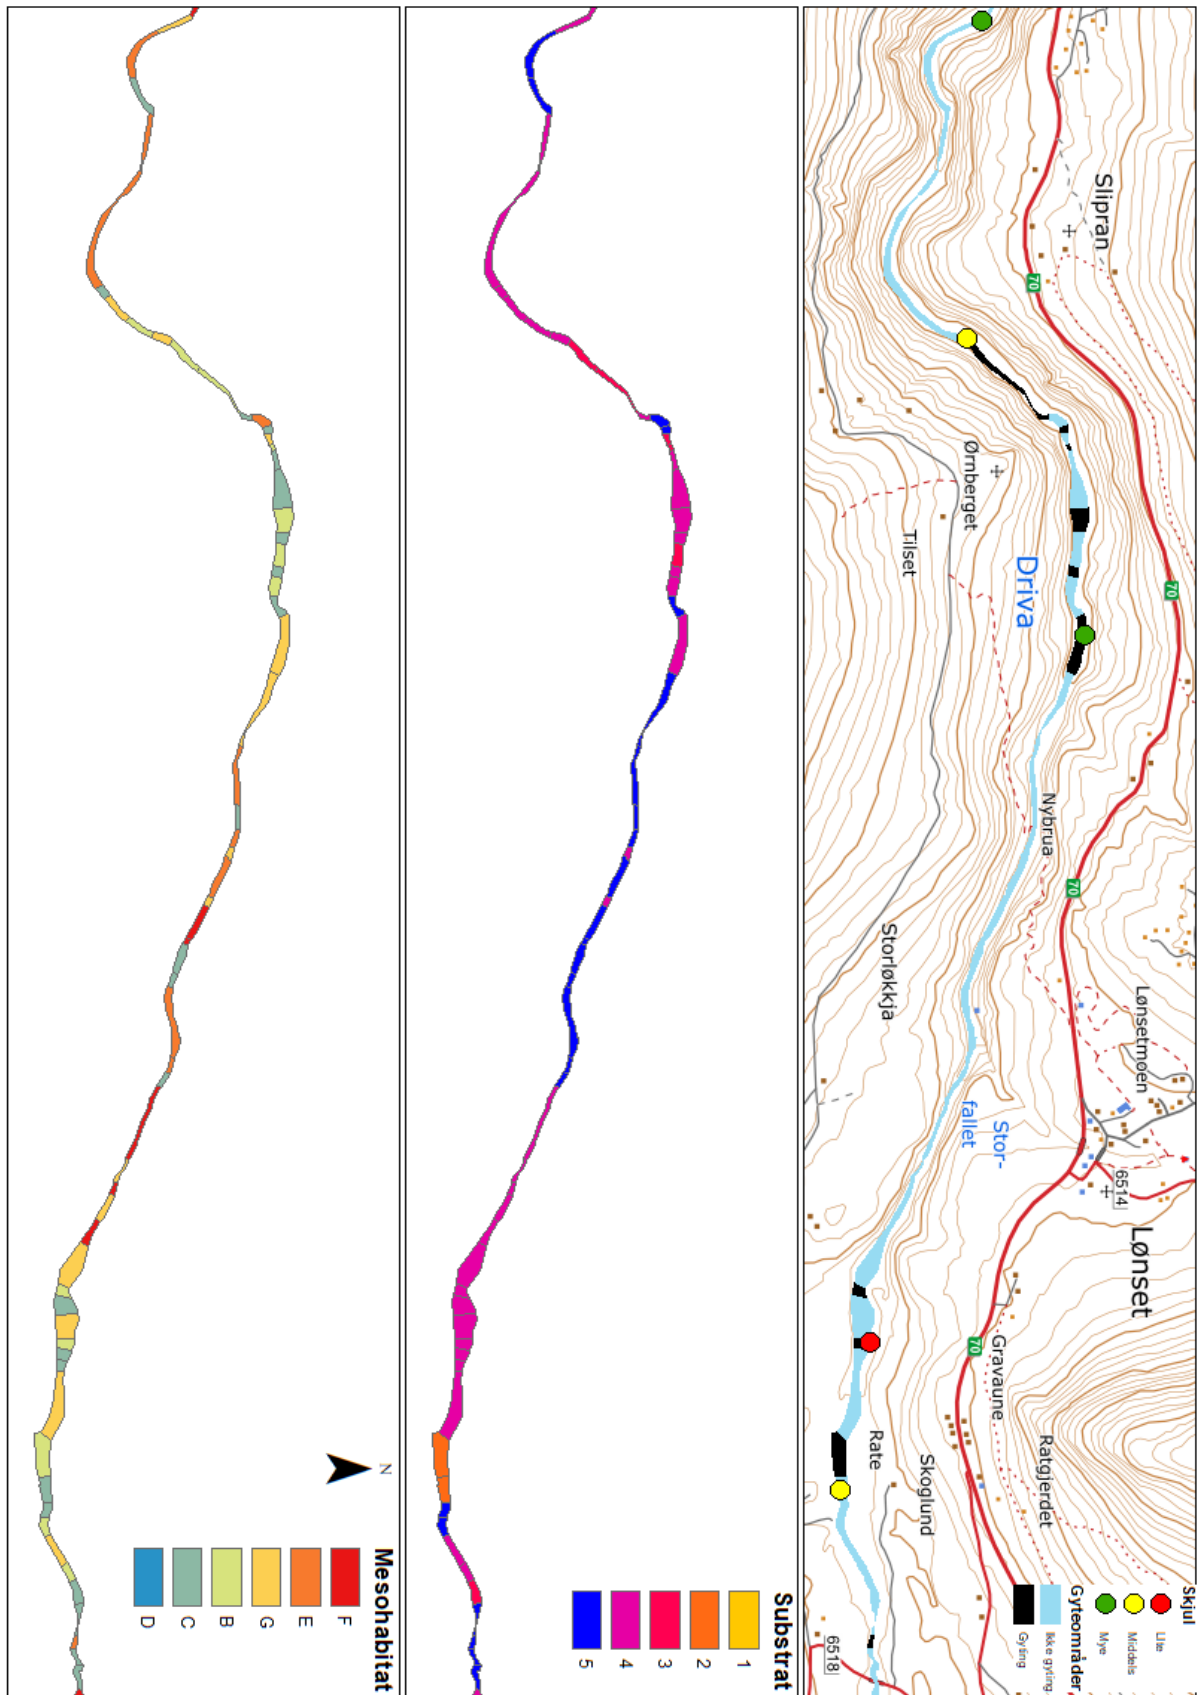 Slipran
70
Ørnberget
Tilset
Driva
70
Nybrua
70
Storløkkja
Lønsetmoen
Stor-
fallet
6514
Lønset
70
Gravaune
Ratgjerdet
Rate
Skoglund
6518
Skjul
Lite
Middels
Mye
Gyteområder
Ikke gyting
Gyting
Substrat
1
2
3
4
5
N
Mesohabitat
F
E
G
B
C
D